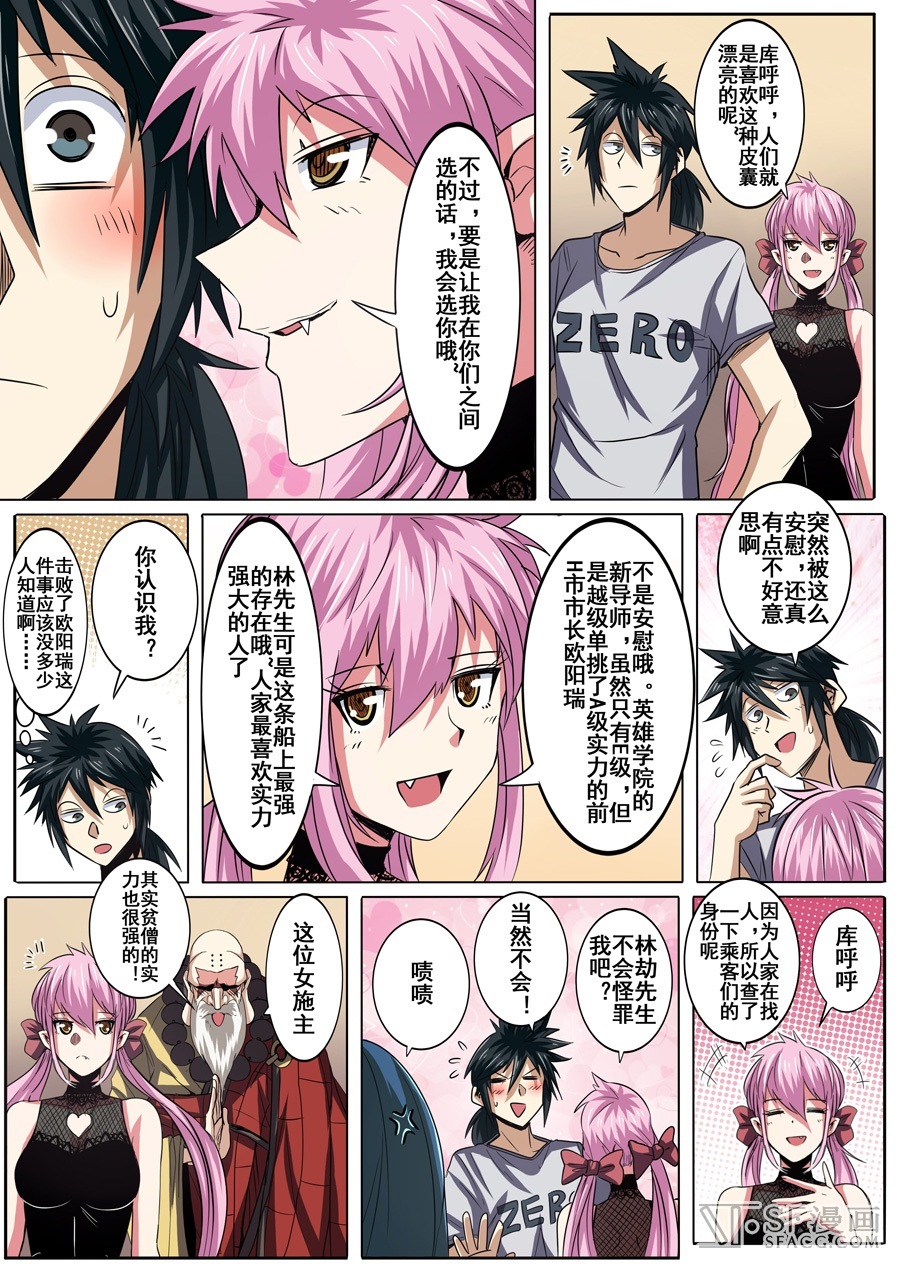 库呼呼，人们就
是喜欢这种皮囊
漂亮的呢，
ZERO
不过，要是让我在你们之间
选的话，我会选你哦，
突然被这么
安慰，还真
有点不好意
思啊
不是安慰哦。英雄学院的
新导师，虽然只有E级，但
是越级单挑了A级实力的前
H市市长欧阳瑞
林先生可是这条船上最强
的存在哦，人家最喜欢实力
强大的人了
你认识我？
击败了欧阳瑞这
件事应该没多少
人知道啊……
库呼呼
因为人家在找
人，所以查了
一下乘客们的
身份呢
林劫先生
不会怪罪
我吧？
当然不会！
啧啧
ZERO
这位女施主
其实贫僧的实
力也很强的！
SF漫画
SFACG.COM